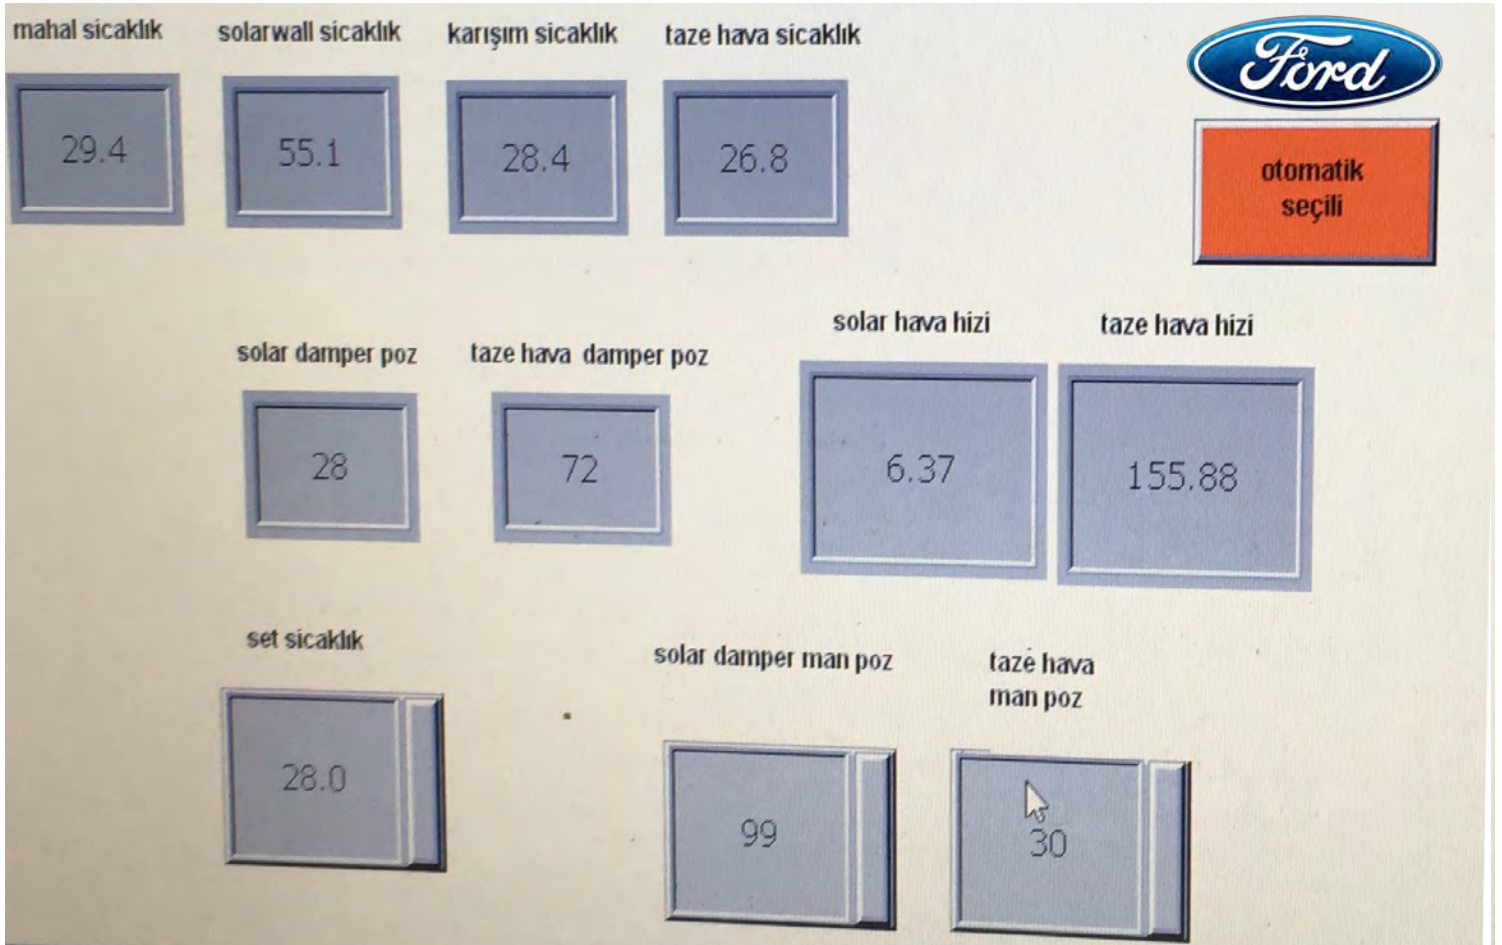 mahal sicaklık
solarwall sicaklık
karışım sicaklık
taze hava sicaklık
Ford
29.4
55.1
28.4
26.8
otomatik
seçili
solar hava hizi
taze hava hizi
solar damper poz
taze hava damper poz
28
72
6.37
155.88
set sicaklık
solar damper man poz
taze hava
man poz
28.0
99
30